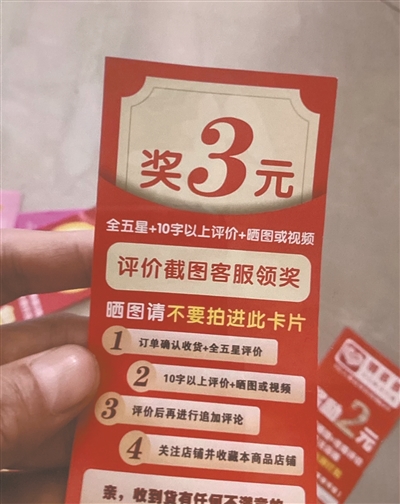 奖3元
全五星+10字以上评价+晒图或视频
评价截图客服领奖
晒图请不要拍进此卡片
1 订单确认收货+全五星评价
2 10字以上评价+晒图或视频
3 评价后再进行追加评论
4 关注店铺并收藏本商品店铺
亲,收到货有任何不满意的
2元